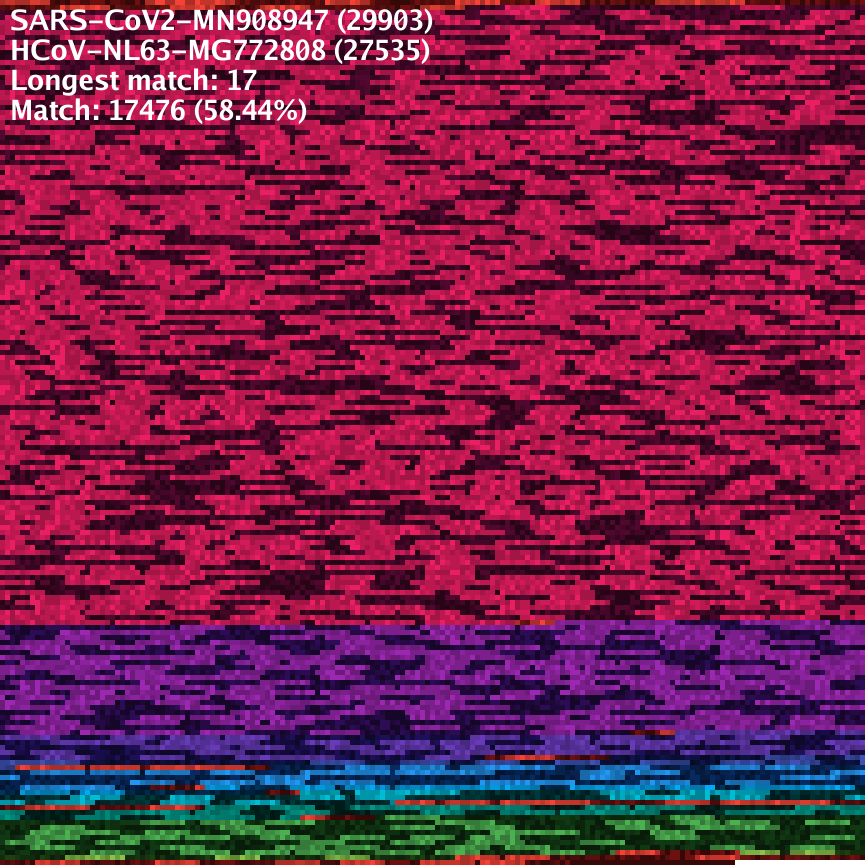 SARS-CoV2-MN908947 (29903)
HCoV-NL63-MG772808 (27535)
Longest match: 17
Match: 17476 (58.44%)